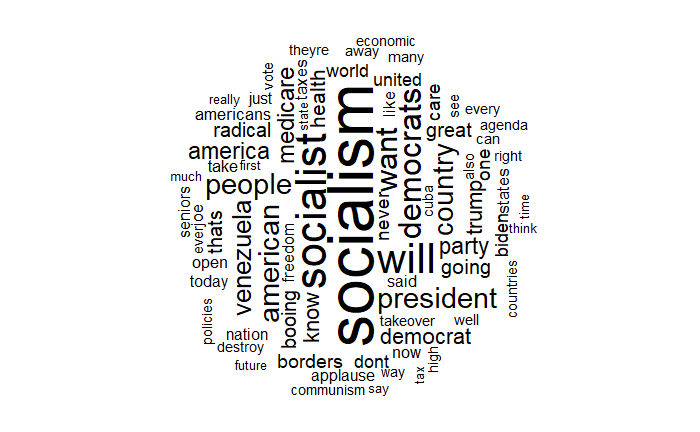 economic
theyre
away
many
vote
taxes
world
united
medicare
health
state
like
care
see
every
really
just
americans
radical
democrats
great
agenda
can
america
socialist
socialism
want
take
first
one
also
right
much
people
country
cuba
never
trump
states
biden
time
think
seniors
joe
ever
thats
venezuela
american
freedom
will
party
going
open
said
today
booing
know
president
countries
policies
nation
takeover
well
destroy
democrat
future
borders
dont
now
high
tax
applause
way
communism
say